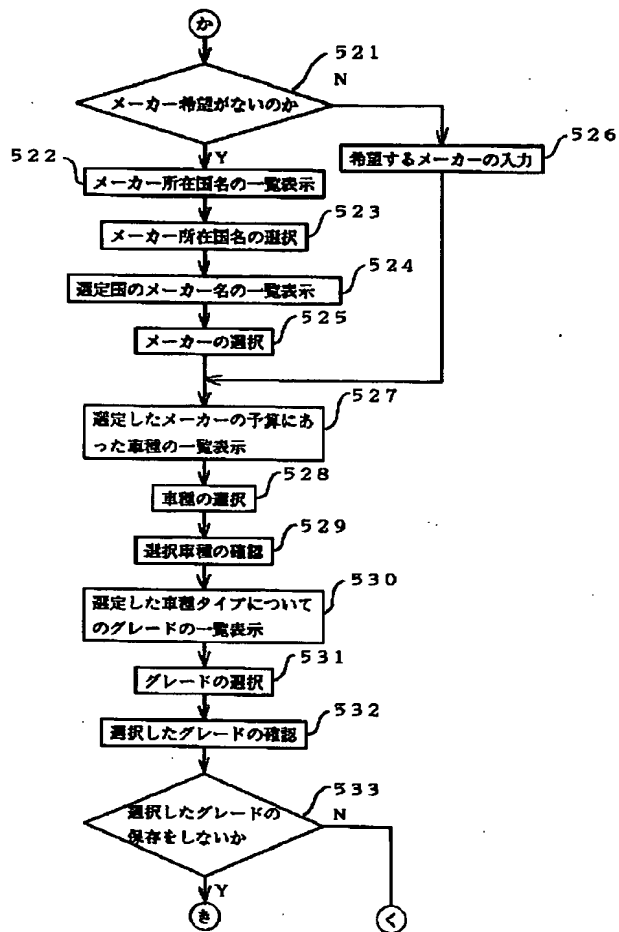 か
521
メーカー希望がないのか
N
Y
522
メーカー所在国名の一覧表示
526
希望するメーカーの入力
523
メーカー所在国名の選択
524
選定国のメーカー名の一覧表示
525
メーカーの選択
527
選定したメーカーの予算にあ
った車種の一覧表示
528
車種の選択
529
選択車種の確認
530
選定した車種タイプについて
のグレードの一覧表示
531
グレードの選択
532
選択したグレードの確認
533
選択したグレードの
保存をしないか
N
Y
き
く